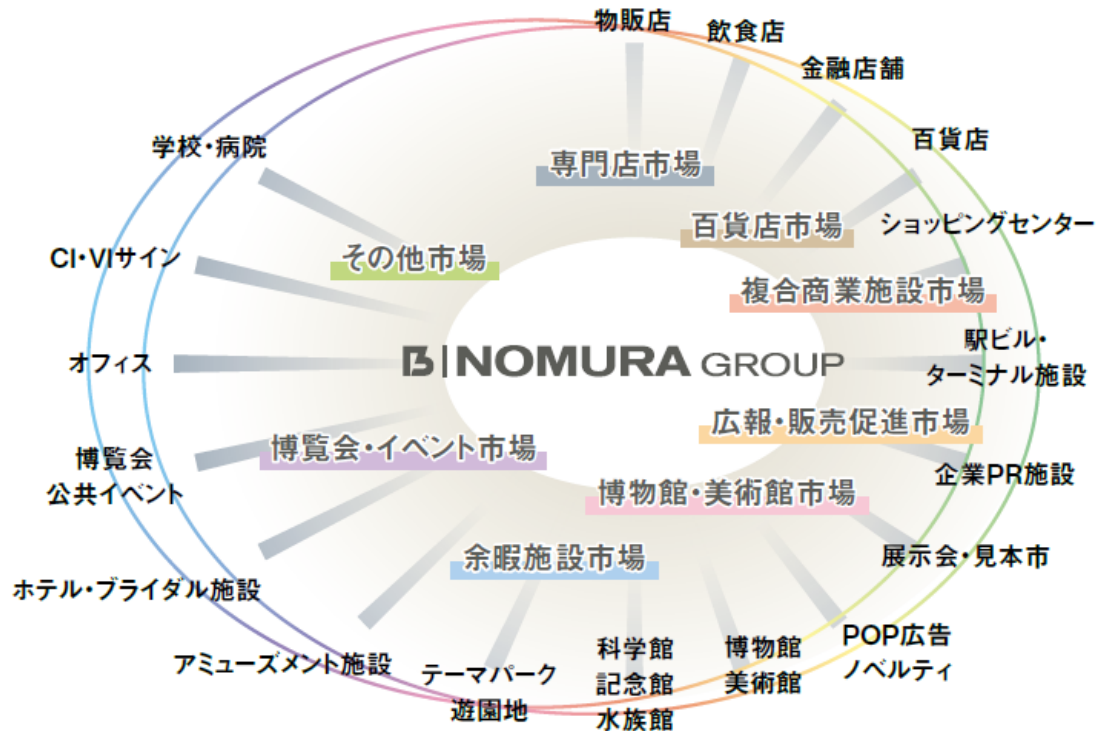 物販店
飲食店
金融店舗
百貨店
学校・病院
専門店市場
百貨店市場
ショッピングセンター
CI・VIサイン
その他市場
複合商業施設市場
オフィス
NOMURA GROUP
駅ビル・
ターミナル施設
広報・販売促進市場
博覧会・イベント市場
博覧会
公共イベント
企業PR施設
博物館・美術館市場
余暇施設市場
展示会・見本市
ホテル・ブライダル施設
アミューズメント施設
テーマパーク
遊園地
科学館
記念館
水族館
博物館
美術館
POP広告
ノベルティ